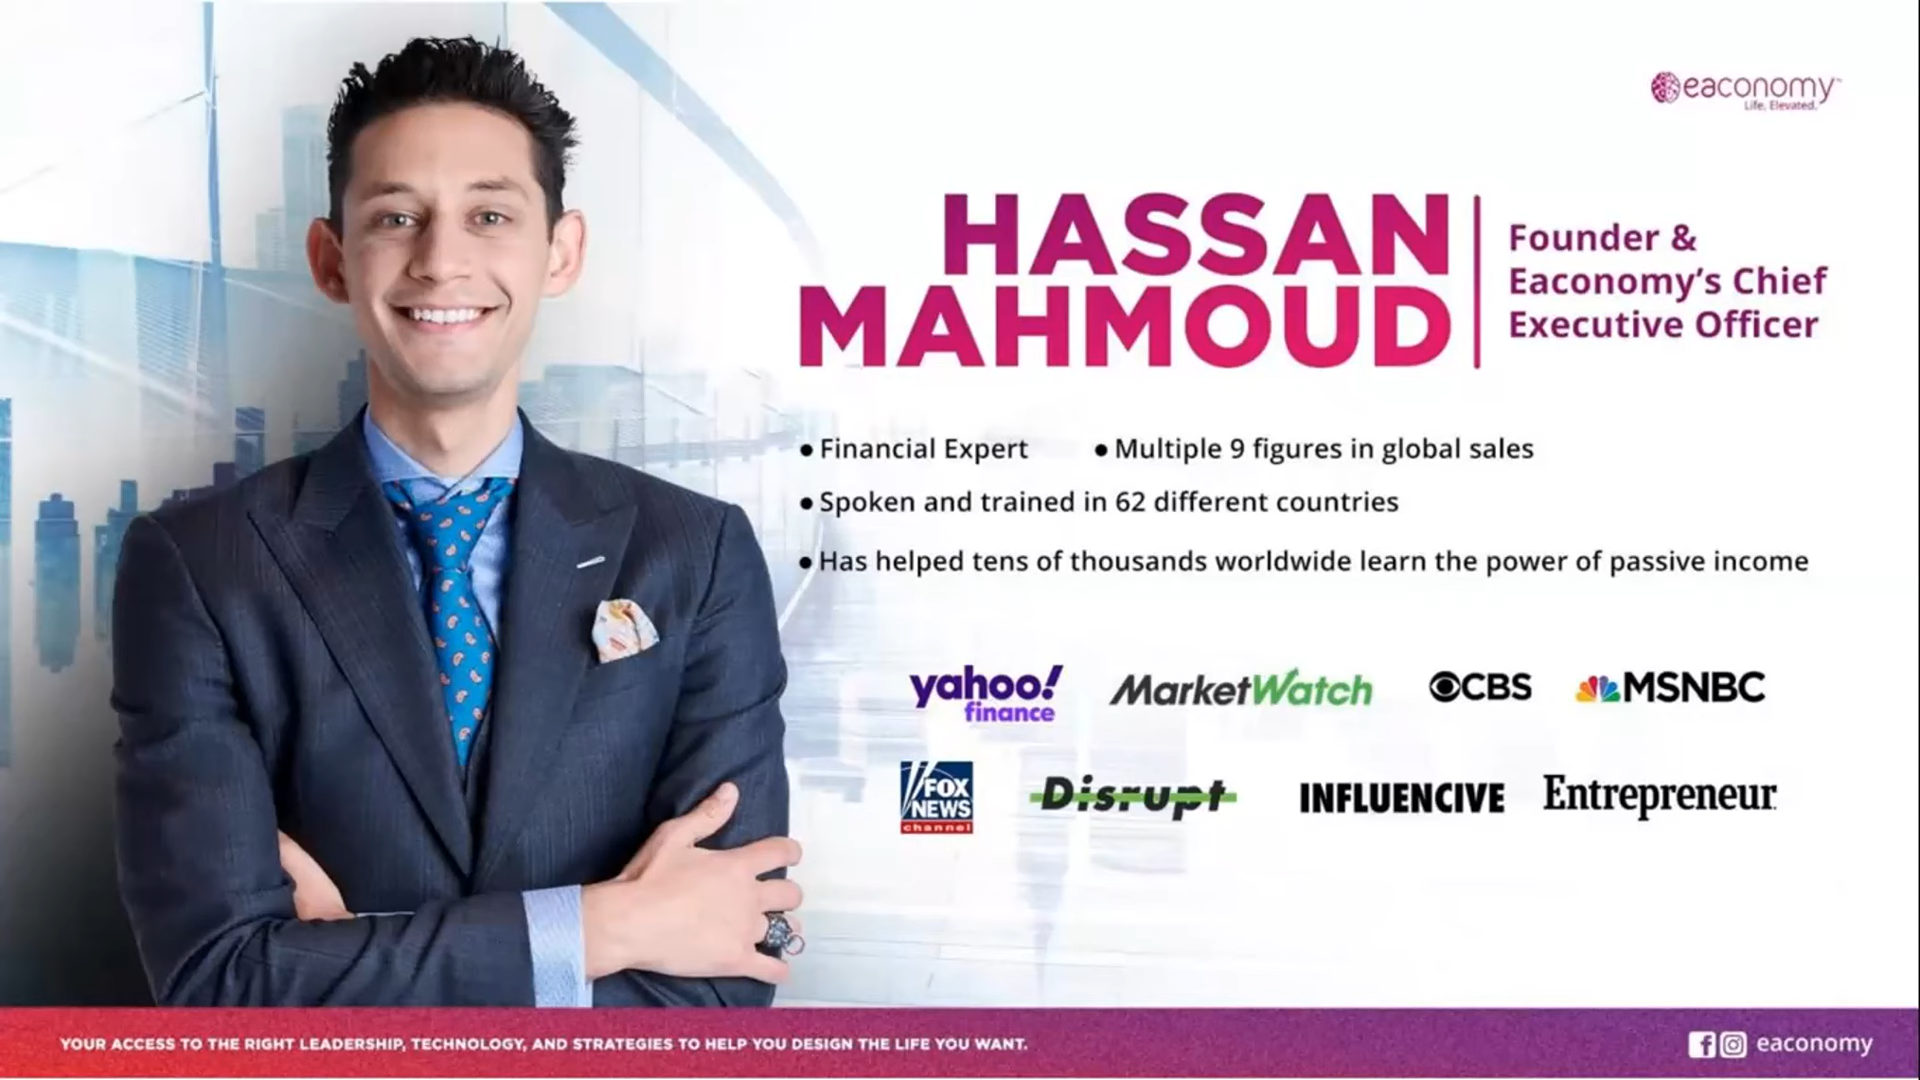 eaconomy™
Life. Elevated.
HASSAN
MAHMOUD
Founder &
Eaconomy's Chief
Executive Officer
• Financial Expert • Multiple 9 figures in global sales
• Spoken and trained in 62 different countries
• Has helped tens of thousands worldwide learn the power of passive income
yahoo! finance MarketWatch CBS MSNBC
FOX NEWS channel Disrupt INFLUENCIVE Entrepreneur
YOUR ACCESS TO THE RIGHT LEADERSHIP, TECHNOLOGY, AND STRATEGIES TO HELP YOU DESIGN THE LIFE YOU WANT.
f eaconomy